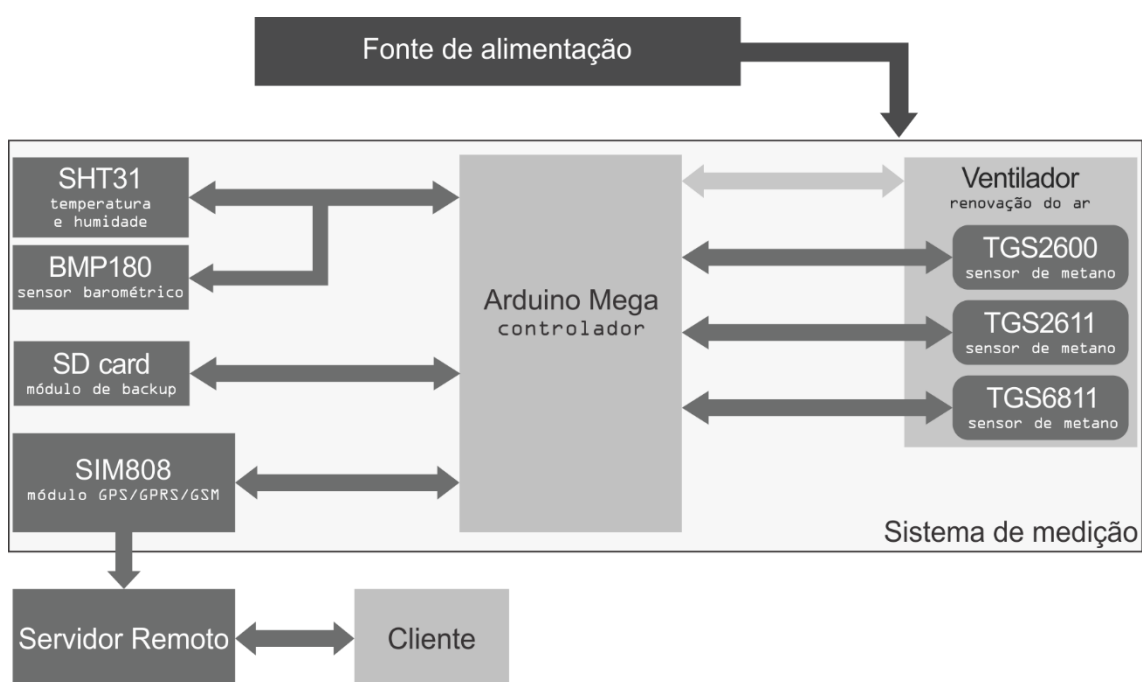 Fonte de alimentação
SHT31
temperatura
e humidade
BMP180
sensor barométrico
SD card
módulo de backup
SIM808
módulo GPS/GPRS/GSM
Arduino Mega
controlador
Ventilador
renovação do ar
TGS2600
sensor de metano
TGS2611
sensor de metano
TGS6811
sensor de metano
Sistema de medição
Servidor Remoto
Cliente